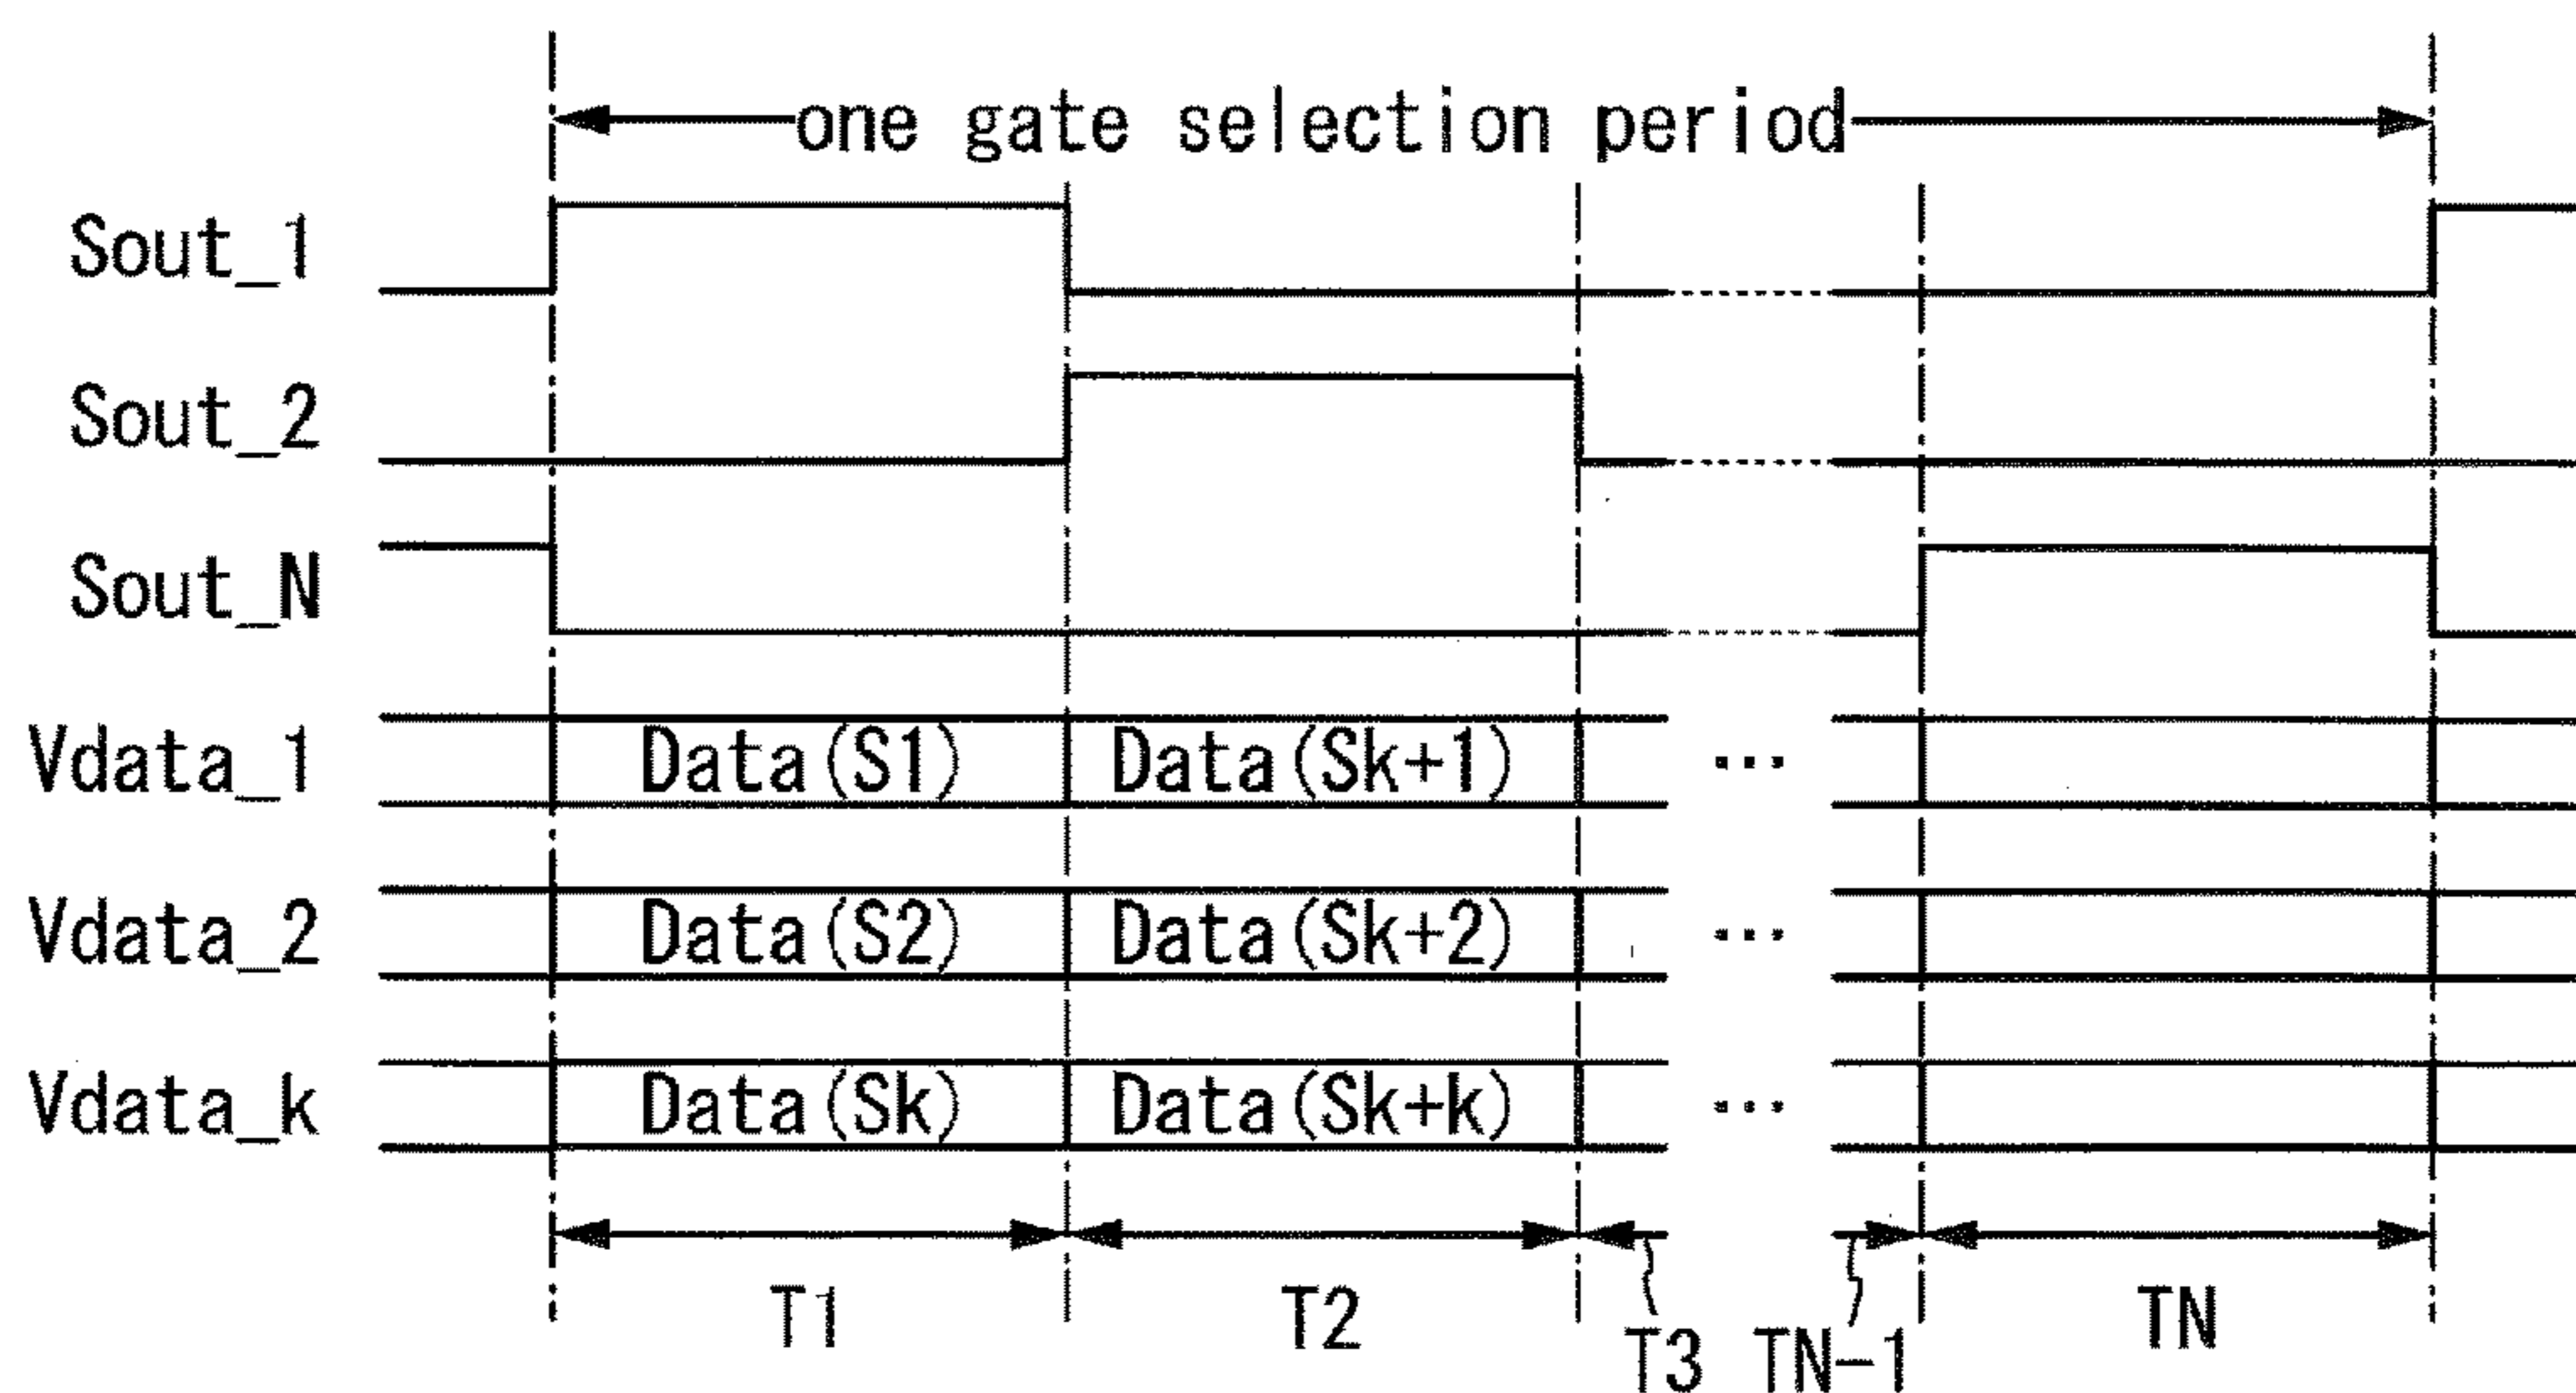 one gate selection period
Sout_1
Sout_2
Sout_N
Vdata_1 Data(S1) Data(Sk+1) ...
Vdata_2 Data(S2) Data(Sk+2) ...
Vdata_k Data(Sk) Data(Sk+k) ...
T1 T2 T3 TN-1 TN